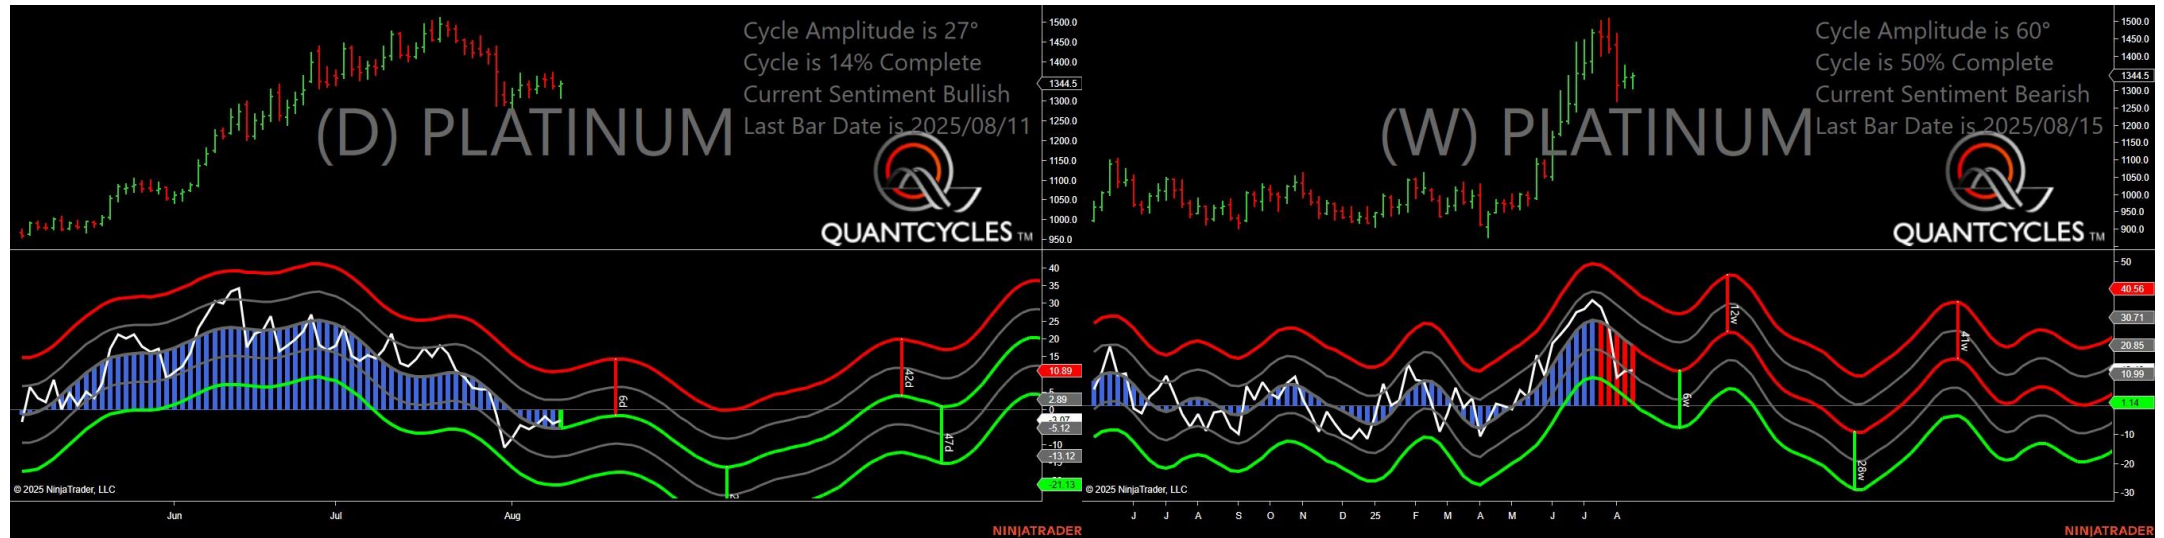 Cycle Amplitude is 27°
Cycle is 14% Complete
Current Sentiment Bullish
Last Bar Date is 2025/08/11
(D) PLATINUM
QUANTCYCLES TM
1500.0
1450.0
1400.0
1344.5
1300.0
1250.0
1200.0
1150.0
1100.0
1050.0
1000.0
950.0
40
35
30
25
20
15
10.89
5
2.89
0
-5.12
-10
-13.12
-21.13
6d
42d
47d
© 2025 NinjaTrader, LLC
Jun Jul Aug
NINJATRADER
Cycle Amplitude is 60°
Cycle is 50% Complete
Current Sentiment Bearish
Last Bar Date is 2025/08/15
(W) PLATINUM
QUANTCYCLES TM
1500.0
1450.0
1400.0
1344.5
1300.0
1250.0
1200.0
1150.0
1100.0
1050.0
1000.0
950.0
900.0
50
40.56
30.71
20.85
10.99
1.14
-10
-20
-30
6w
12w
28w
41w
© 2025 NinjaTrader, LLC
J J A S O N D 25 F M A M J J A
NINJATRADER